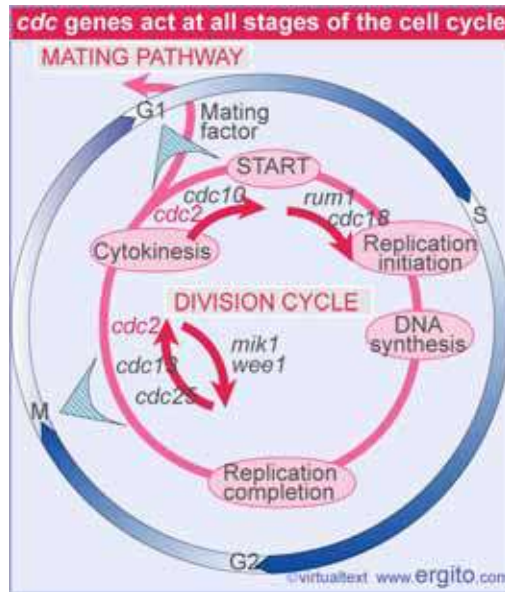 cdc genes act at all stages of the cell cycle
MATING PATHWAY
G1
Mating
factor
START
cdc10
cdc2
rum1
cdc18
S
Cytokinesis
Replication
initiation
DIVISION CYCLE
DNA
synthesis
cdc2
mik1
wee1
cdc13
cdc25
M
Replication
completion
G2
©virtualtext www.ergito.com